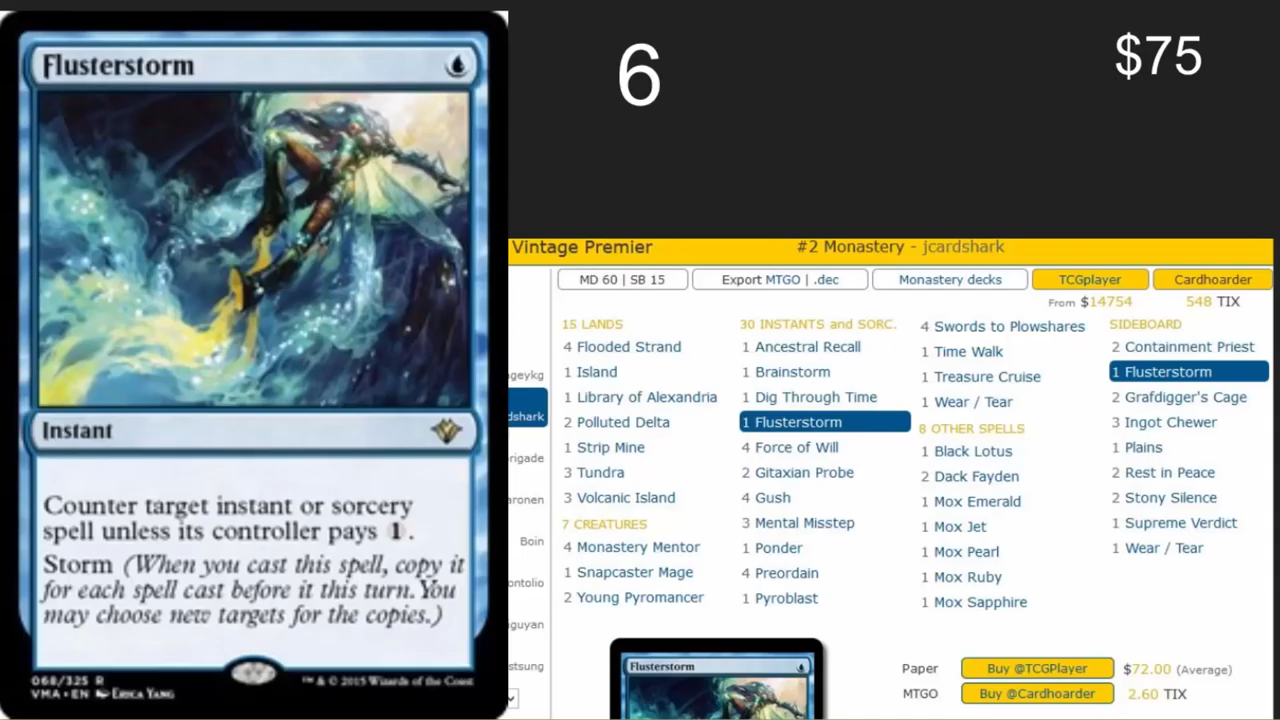 Flusterstorm
Instant
Counter target instant or sorcery
spell unless its controller pays 1.
Storm (When you cast this spell, copy it
for each spell cast before it this turn. You
may choose new targets for the copies.)
068/325 R
VMA • EN ERICA YANG
™ & © 2015 Wizards of the Coast
6
$75
Vintage Premier
#2 Monastery - jcardshark
MD 60 | SB 15
Export MTGO | .dec
Monastery decks
TCGplayer
Cardhoarder
From $14754
548 TIX
ageykg
dshark
rigade
aronen
Boin
ontolio
nguyan
tsung
15 LANDS
4 Flooded Strand
1 Island
1 Library of Alexandria
2 Polluted Delta
1 Strip Mine
3 Tundra
3 Volcanic Island
7 CREATURES
4 Monastery Mentor
1 Snapcaster Mage
2 Young Pyromancer
30 INSTANTS and SORC.
1 Ancestral Recall
1 Brainstorm
1 Dig Through Time
1 Flusterstorm
4 Force of Will
2 Gitaxian Probe
4 Gush
3 Mental Misstep
1 Ponder
4 Preordain
1 Pyroblast
4 Swords to Plowshares
1 Time Walk
1 Treasure Cruise
1 Wear / Tear
8 OTHER SPELLS
1 Black Lotus
2 Dack Fayden
1 Mox Emerald
1 Mox Jet
1 Mox Pearl
1 Mox Ruby
1 Mox Sapphire
SIDEBOARD
2 Containment Priest
1 Flusterstorm
2 Grafdigger's Cage
3 Ingot Chewer
1 Plains
2 Rest in Peace
2 Stony Silence
1 Supreme Verdict
1 Wear / Tear
Flusterstorm
Paper
Buy @TCGPlayer
$72.00 (Average)
MTGO
Buy @Cardhoarder
2.60 TIX